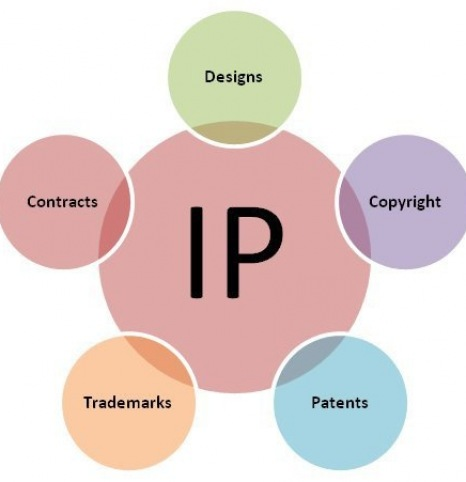 Designs
Contracts
IP
Copyright
Trademarks
Patents